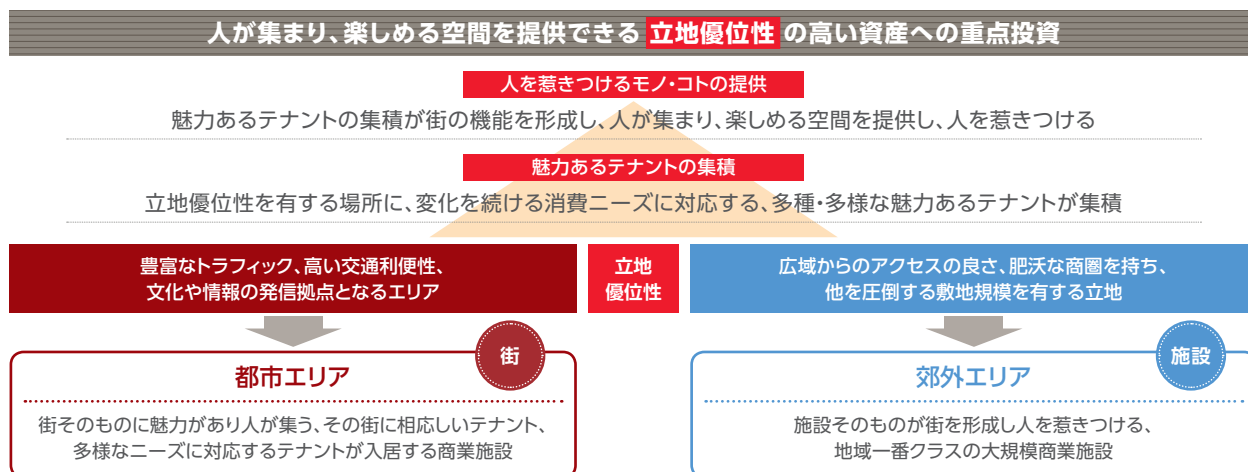 人が集まり、楽しめる空間を提供できる 立地優位性 の高い資産への重点投資
人を惹きつけるモノ・コトの提供
魅力あるテナントの集積が街の機能を形成し、人が集まり、楽しめる空間を提供し、人を惹きつける
魅力あるテナントの集積
立地優位性を有する場所に、変化を続ける消費ニーズに対応する、多種・多様な魅力あるテナントが集積
豊富なトラフィック、高い交通利便性、
文化や情報の発信拠点となるエリア
立地
優位性
広域からのアクセスの良さ、肥沃な商圏を持ち、
他を圧倒する敷地規模を有する立地
街
都市エリア
街そのものに魅力があり人が集う、その街に相応しいテナント、
多様なニーズに対応するテナントが入居する商業施設
施設
郊外エリア
施設そのものが街を形成し人を惹きつける、
地域一番クラスの大規模商業施設